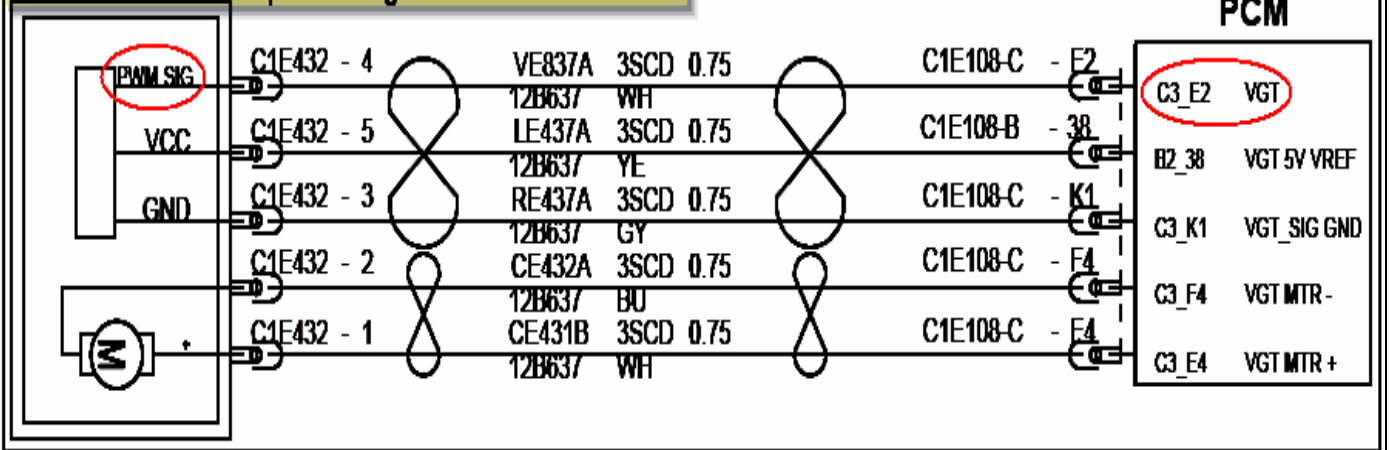 PCM
PWM SIG C1E432 - 4 VE837A 3SCD 0.75 C1E108-C - E2 C3_E2 VGT
12B637 WH
VCC C1E432 - 5 LE437A 3SCD 0.75 C1E108-B - 38 B2_38 VGT 5V VREF
12B637 YE
GND C1E432 - 3 RE437A 3SCD 0.75 C1E108-C - K1 C3_K1 VGT_SIG GND
12B637 GY
C1E432 - 2 CE432A 3SCD 0.75 C1E108-C - F4 C3_F4 VGT MTR -
12B637 BU
M + C1E432 - 1 CE431B 3SCD 0.75 C1E108-C - E4 C3_E4 VGT MTR +
12B637 WH